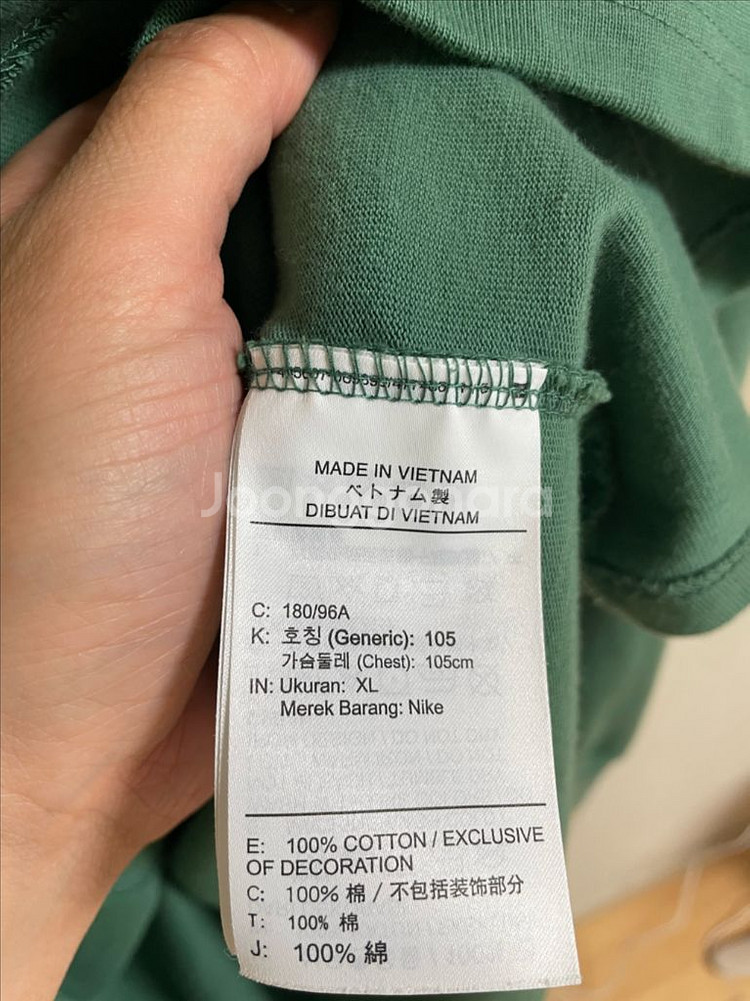 MADE IN VIETNAM
ベトナム製
DIBUAT DI VIETNAM
C: 180/96A
K: 호칭 (Generic): 105
가슴둘레 (Chest): 105cm
IN: Ukuran: XL
Merek Barang: Nike
E: 100% COTTON / EXCLUSIVE
OF DECORATION
C: 100% 棉 / 不包括装饰部分
T: 100% 棉
J: 100% 綿